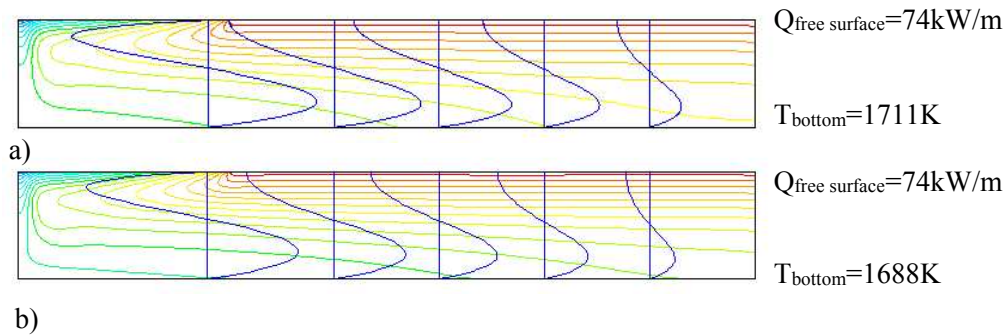 Qfree surface=74kW/m
Tbottom=1711K
a)
Qfree surface=74kW/m
Tbottom=1688K
b)